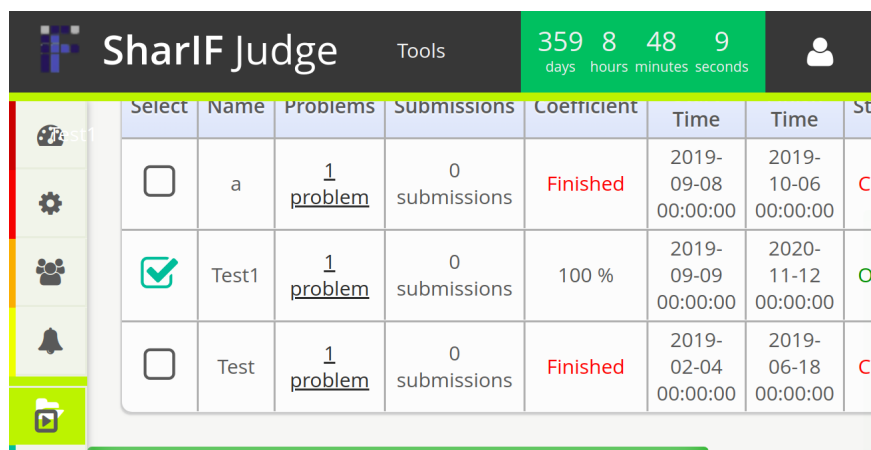 SharIF Judge
Tools
359 8 48 9
days hours minutes seconds
Select Name Problems Submissions Coefficient Time Time St
Test1
a
1
problem
0
submissions
Finished
2019-
09-08
00:00:00
2019-
10-06
00:00:00
C
Test1
1
problem
0
submissions
100 %
2019-
09-09
00:00:00
2020-
11-12
00:00:00
O
Test
1
problem
0
submissions
Finished
2019-
02-04
00:00:00
2019-
06-18
00:00:00
C